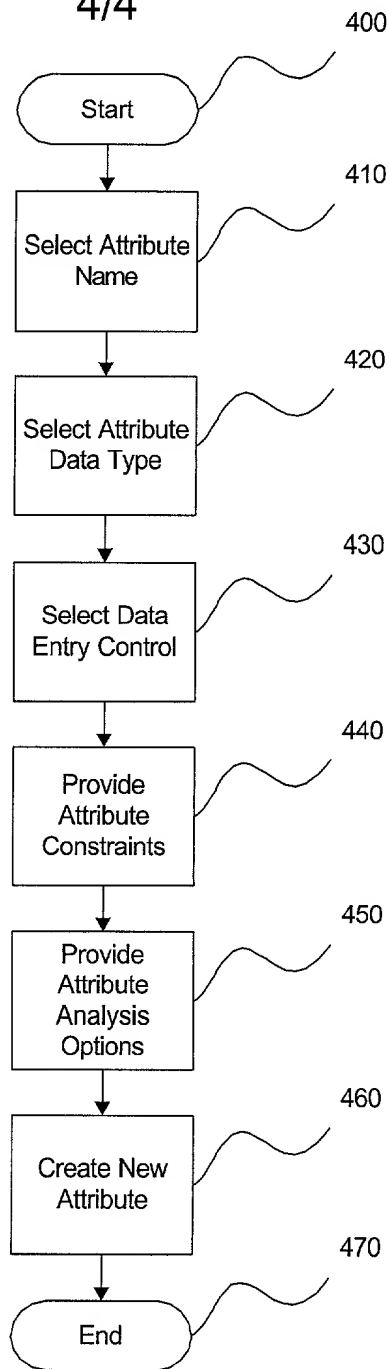 4/4
400
Start
410
Select Attribute
Name
420
Select Attribute
Data Type
430
Select Data
Entry Control
440
Provide
Attribute
Constraints
450
Provide
Attribute
Analysis
Options
460
Create New
Attribute
470
End